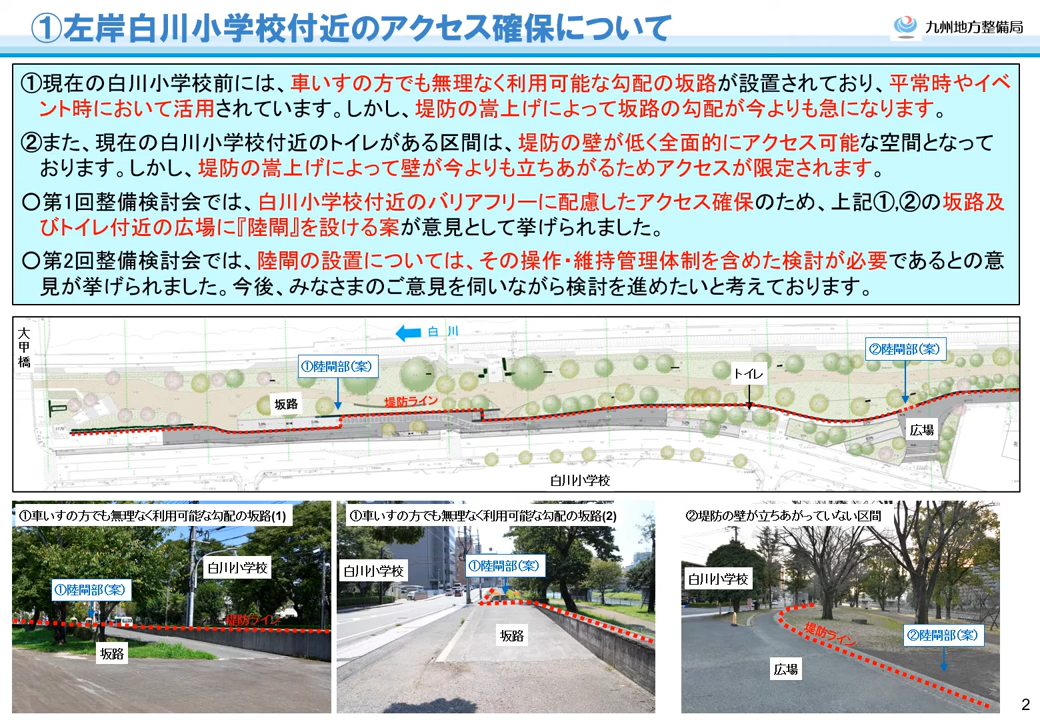 ①左岸白川小学校付近のアクセス確保について
九州地方整備局
①現在の白川小学校前には、車いすの方でも無理なく利用可能な勾配の坂路が設置されており、平常時やイベ
ント時において活用されています。しかし、堤防の嵩上げによって坂路の勾配が今よりも急になります。
②また、現在の白川小学校付近のトイレがある区間は、堤防の壁が低く全面的にアクセス可能な空間となって
おります。しかし、堤防の嵩上げによって壁が今よりも立ちあがるためアクセスが限定されます。
○第1回整備検討会では、白川小学校付近のバリアフリーに配慮したアクセス確保のため、上記①,②の坂路及
びトイレ付近の広場に『陸閘』を設ける案が意見として挙げられました。
○第2回整備検討会では、陸閘の設置については、その操作・維持管理体制を含めた検討が必要であるとの意
見が挙げられました。今後、みなさまのご意見を伺いながら検討を進めたいと考えております。
大甲橋
白川
①陸閘部(案)
②陸閘部(案)
トイレ
坂路
堤防ライン
広場
白川小学校
①車いすの方でも無理なく利用可能な勾配の坂路(1)
白川小学校
①陸閘部(案)
堤防ライン
坂路
①車いすの方でも無理なく利用可能な勾配の坂路(2)
白川小学校
①陸閘部(案)
坂路
②堤防の壁が立ちあがっていない区間
白川小学校
堤防ライン
②陸閘部(案)
広場
2